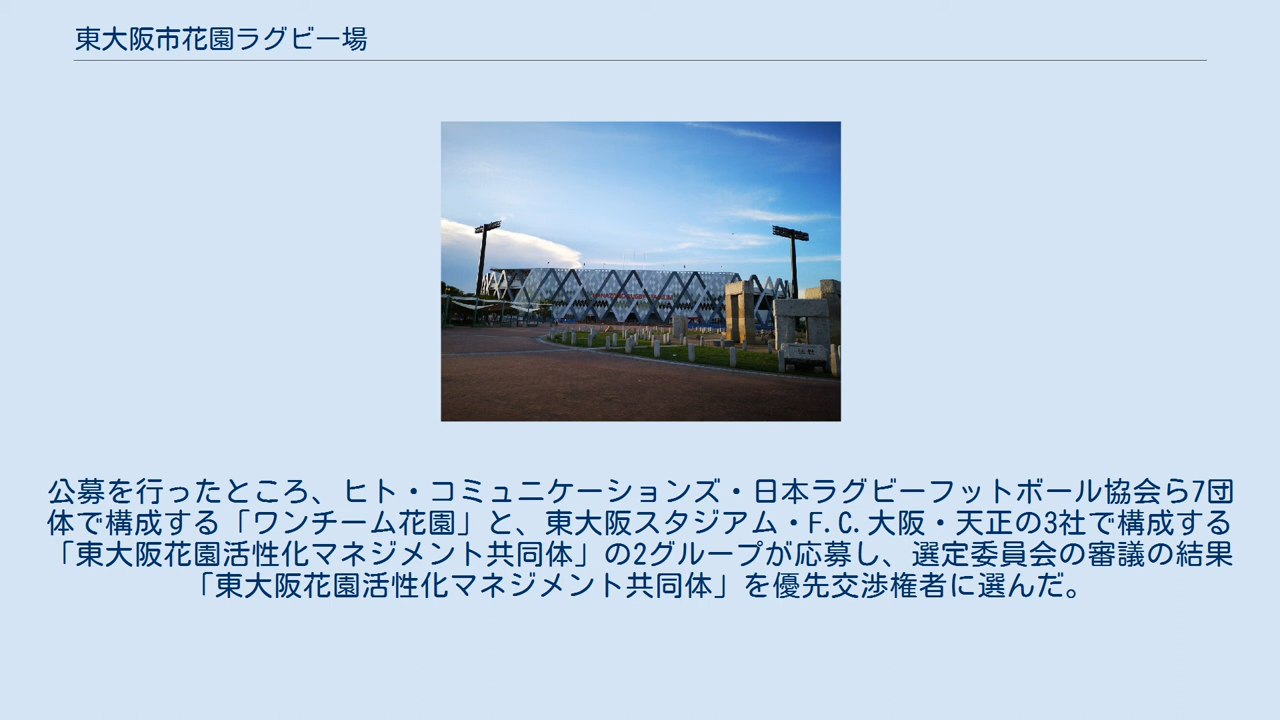 東大阪市花園ラグビー場
公募を行ったところ、ヒト・コミュニケーションズ・日本ラグビーフットボール協会ら7団
体で構成する「ワンチーム花園」と、東大阪スタジアム・F.C.大阪・天正の3社で構成する
「東大阪花園活性化マネジメント共同体」の2グループが応募し、選定委員会の審議の結果
「東大阪花園活性化マネジメント共同体」を優先交渉権者に選んだ。